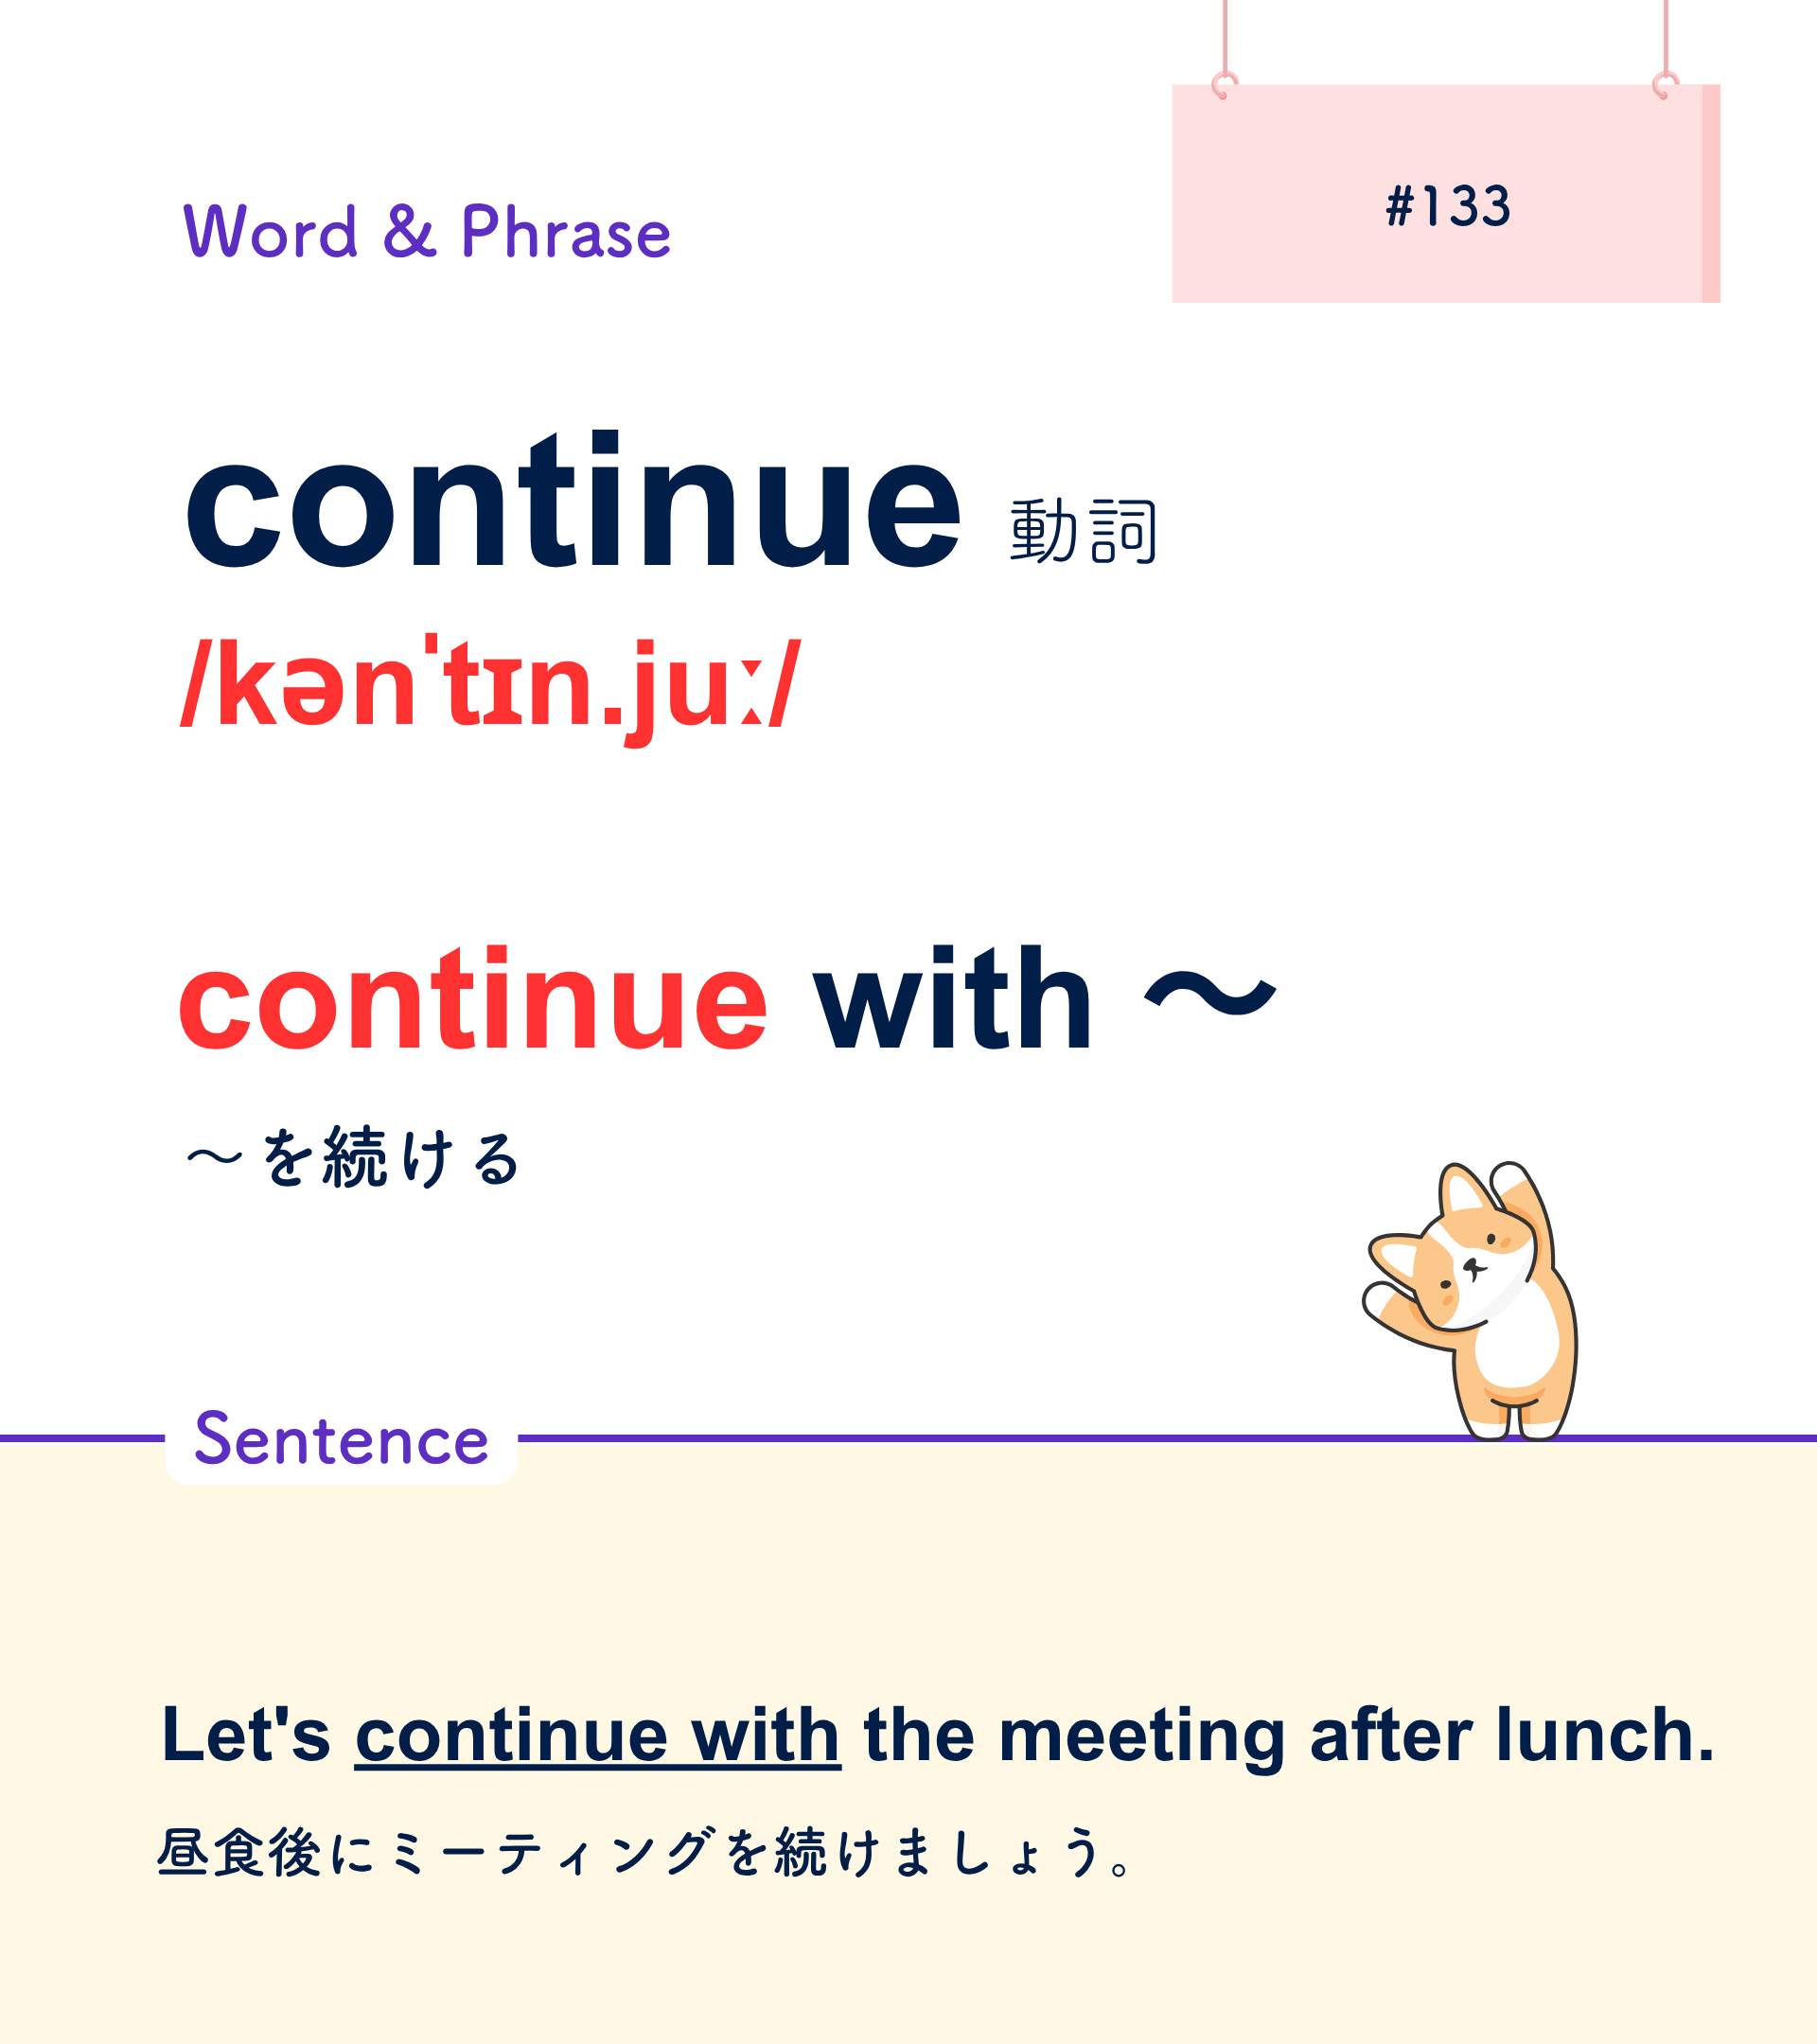 #133
Word & Phrase
continue 動詞
/kənˈtɪn.juː/
continue with 〜
〜 を続ける
Sentence
Let's continue with the meeting after lunch.
昼食後にミーティングを続けましょう。